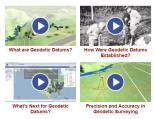 What are Geodetic Datums?
How Were Geodetic Datums
Established?
What's Next for Geodetic
Datums?
Precision and Accuracy in
Geodetic Surveying